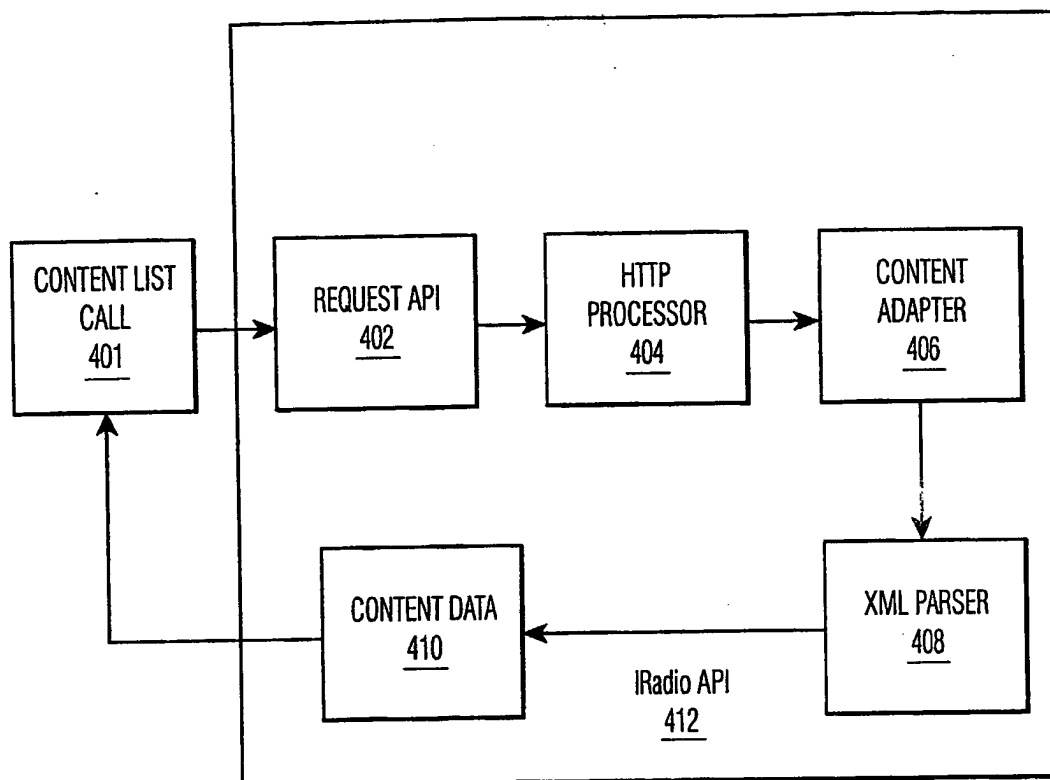 CONTENT LIST
CALL
401
REQUEST API
402
HTTP
PROCESSOR
404
CONTENT
ADAPTER
406
CONTENT DATA
410
XML PARSER
408
IRadio API
412